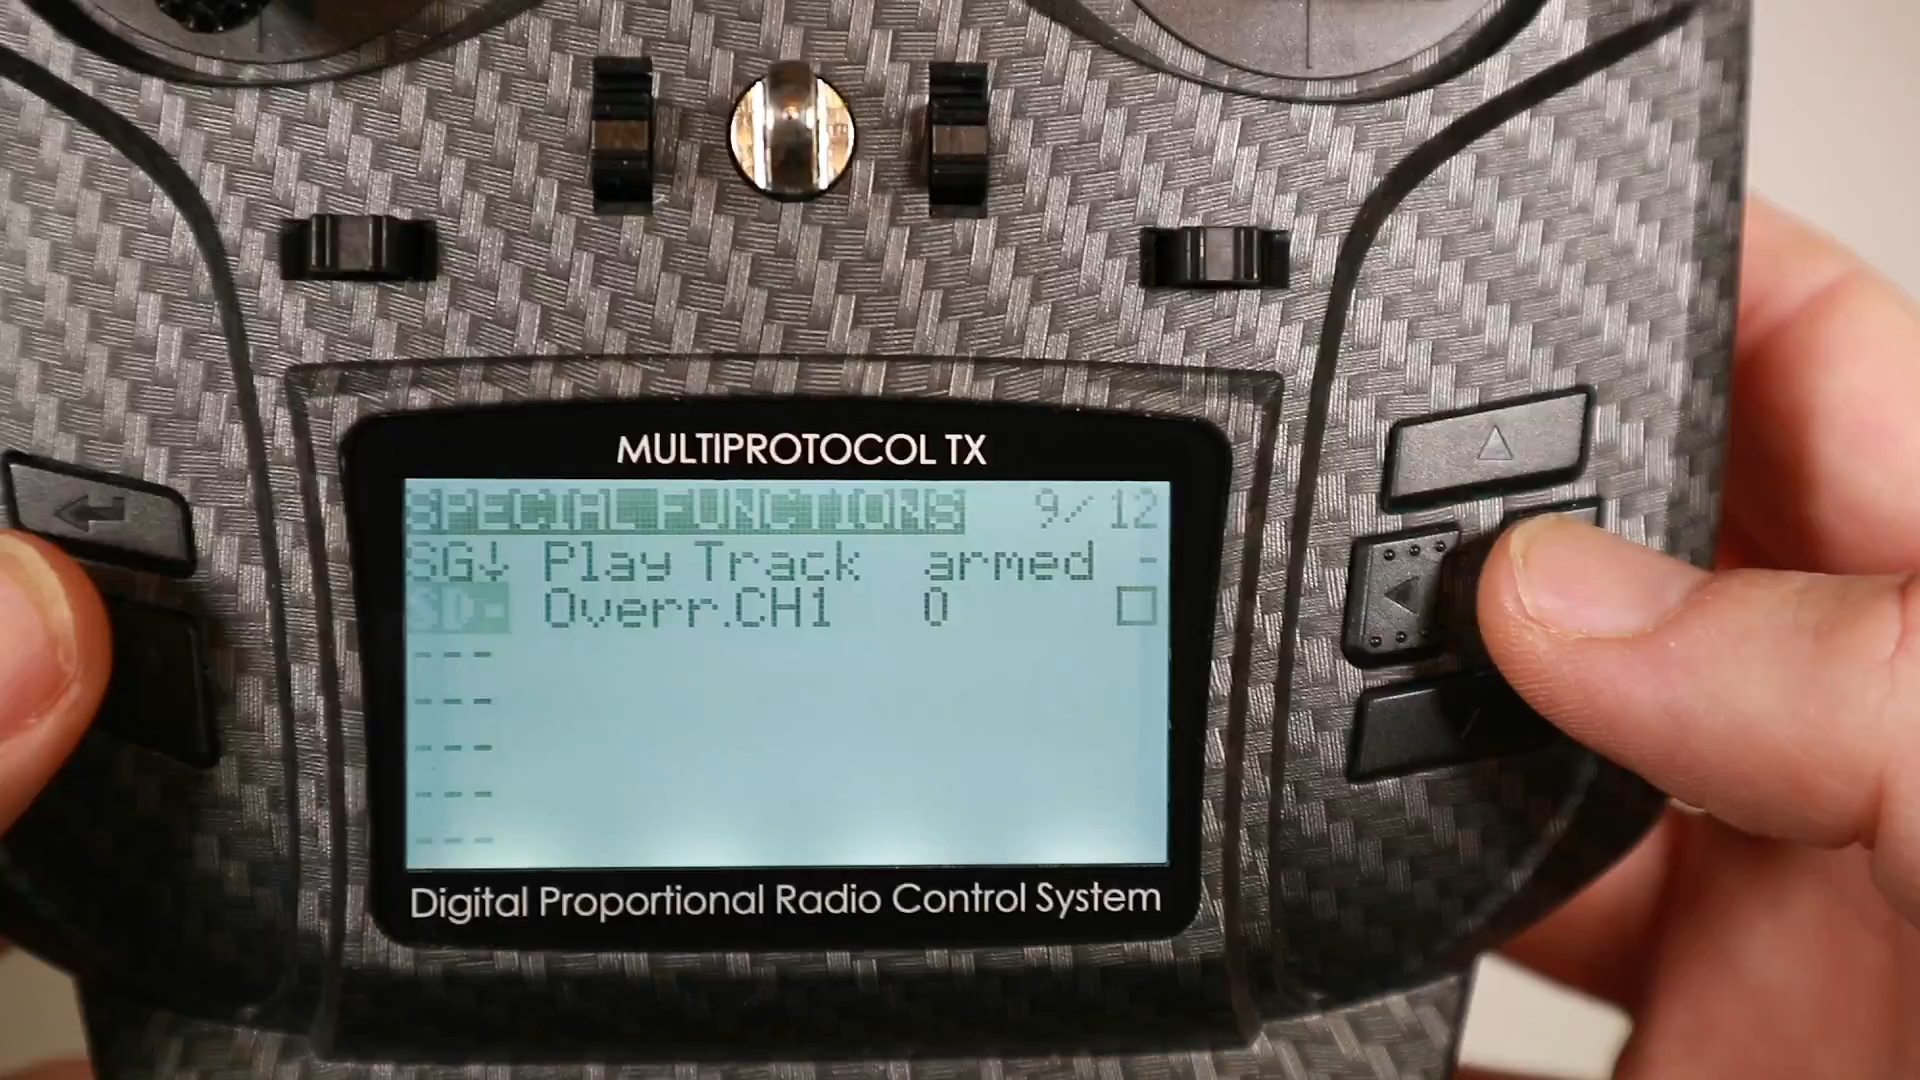 MULTIPROTOCOL TX
SPECIAL FUNCTIONS 9/12
SG↓ Play Track armed -
SD- Overr.CH1 0
---
---
---
---
---
Digital Proportional Radio Control System